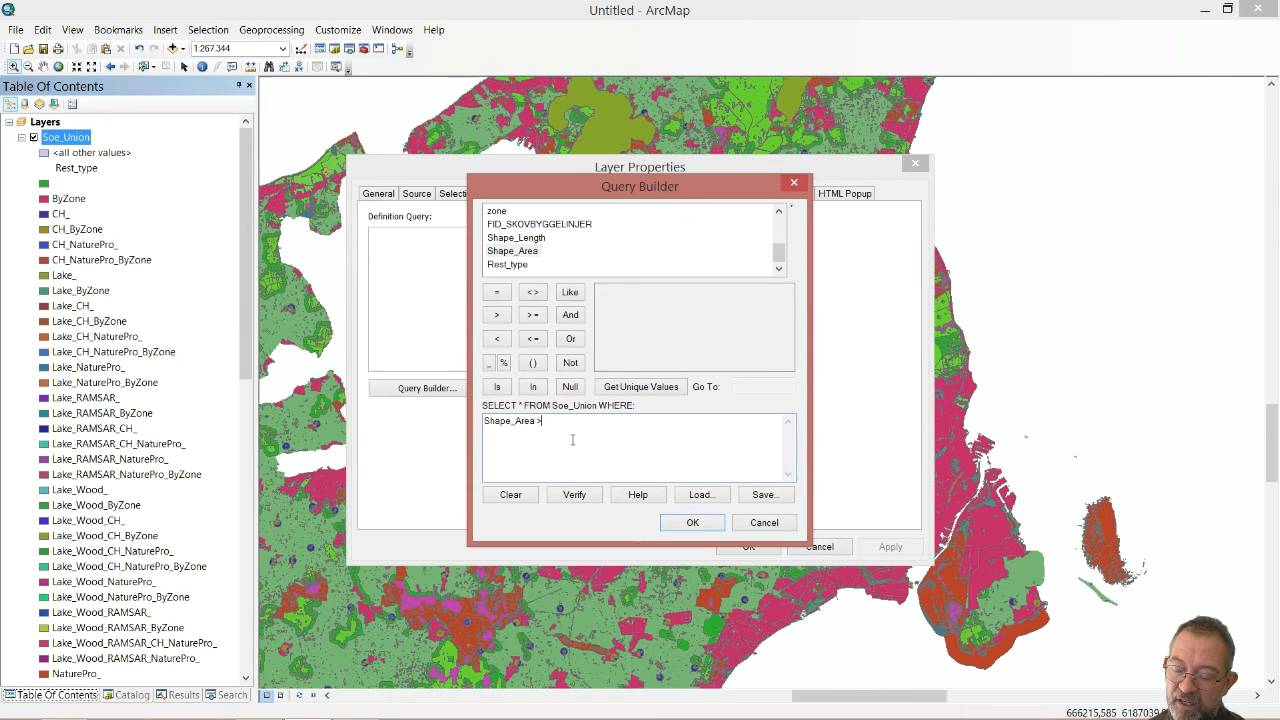 Untitled - ArcMap
File Edit View Bookmarks Insert Selection Geoprocessing Customize Windows Help
1:267.344
Table Of Contents
Layers
Soe_Union
<all other values>
Rest_type
ByZone
CH_
CH_ByZone
CH_NaturePro_
CH_NaturePro_ByZone
Lake_
Lake_ByZone
Lake_CH_
Lake_CH_ByZone
Lake_CH_NaturePro_
Lake_CH_NaturePro_ByZone
Lake_NaturePro_
Lake_NaturePro_ByZone
Lake_RAMSAR_
Lake_RAMSAR_ByZone
Lake_RAMSAR_CH_
Lake_RAMSAR_CH_NaturePro_
Lake_RAMSAR_NaturePro_
Lake_RAMSAR_NaturePro_ByZone
Lake_Wood_
Lake_Wood_ByZone
Lake_Wood_CH_
Lake_Wood_CH_ByZone
Lake_Wood_CH_NaturePro_
Lake_Wood_CH_NaturePro_ByZone
Lake_Wood_NaturePro_
Lake_Wood_NaturePro_ByZone
Lake_Wood_RAMSAR_
Lake_Wood_RAMSAR_ByZone
Lake_Wood_RAMSAR_CH_NaturePro_
Lake_Wood_RAMSAR_NaturePro_
NaturePro_
Table Of Contents Catalog Results Search
Layer Properties
General Source Selecti HTML Popup
Definition Query:
Query Builder...
OK Cancel Apply
Query Builder
zone
FID_SKOVBYGGELINJER
Shape_Length
Shape_Area
Rest_type
= <> Like
> >= And
< <= Or
_ % () Not
Is In Null Get Unique Values Go To:
SELECT * FROM Soe_Union WHERE:
Shape_Area >
Clear Verify Help Load... Save...
OK Cancel